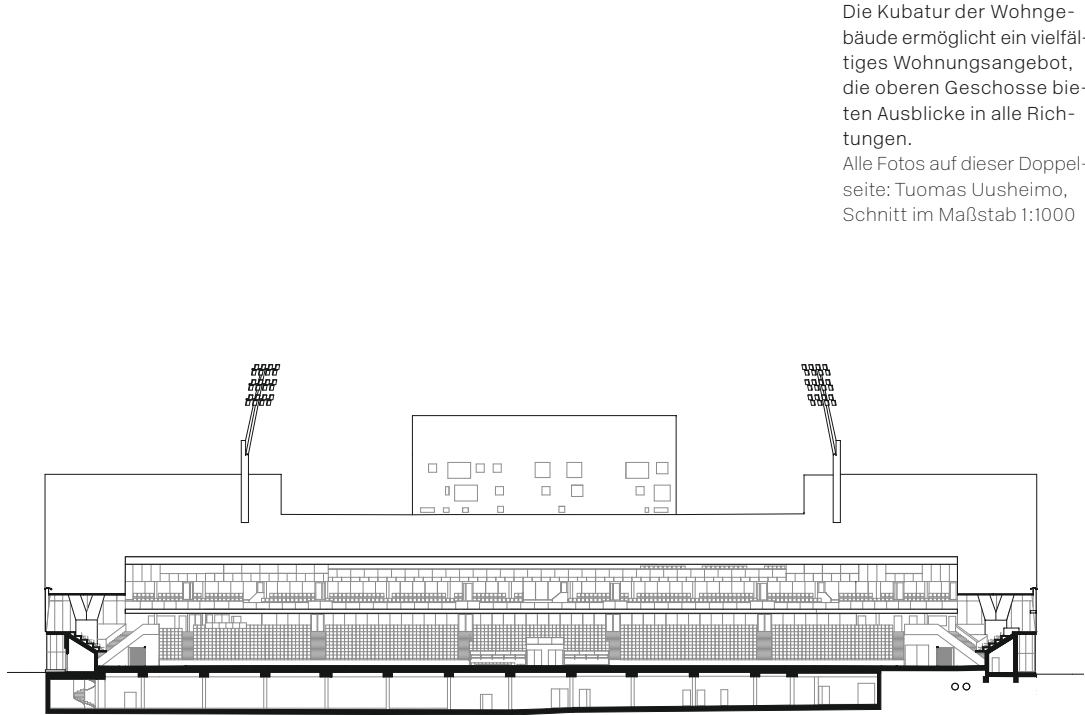 Die Kubatur der Wohnge-
bäude ermöglicht ein vielfäl-
tiges Wohnungsangebot,
die oberen Geschosse bie-
ten Ausblicke in alle Rich-
tungen.
Alle Fotos auf dieser Doppel-
seite: Tuomas Uusheimo,
Schnitt im Maßstab 1:1000